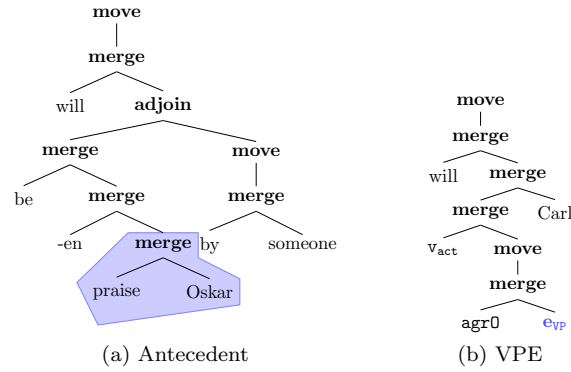 move
merge
will
adjoin
merge
move
be
merge
merge
-en
merge
by
someone
praise
Oskar
(a) Antecedent
move
merge
will
merge
merge
Carl
v_act
move
merge
agrO
e_VP
(b) VPE